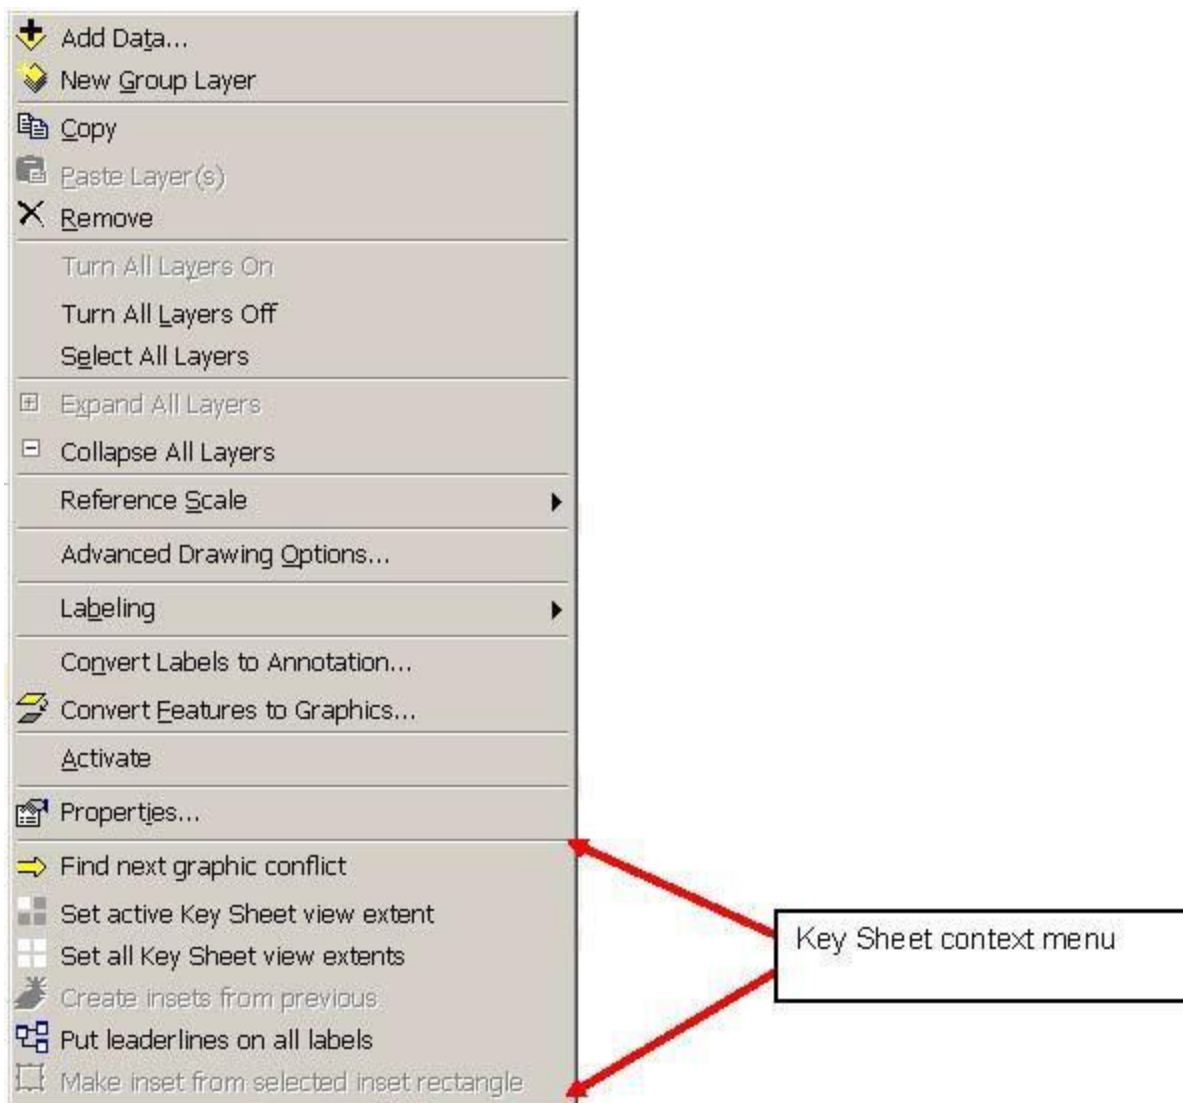 Add Data...
New Group Layer
Copy
Paste Layer(s)
Remove
Turn All Layers On
Turn All Layers Off
Select All Layers
Expand All Layers
Collapse All Layers
Reference Scale
Advanced Drawing Options...
Labeling
Convert Labels to Annotation...
Convert Features to Graphics...
Activate
Properties...
Find next graphic conflict
Set active Key Sheet view extent
Key Sheet context menu
Set all Key Sheet view extents
Create insets from previous
Put leaderlines on all labels
Make inset from selected inset rectangle